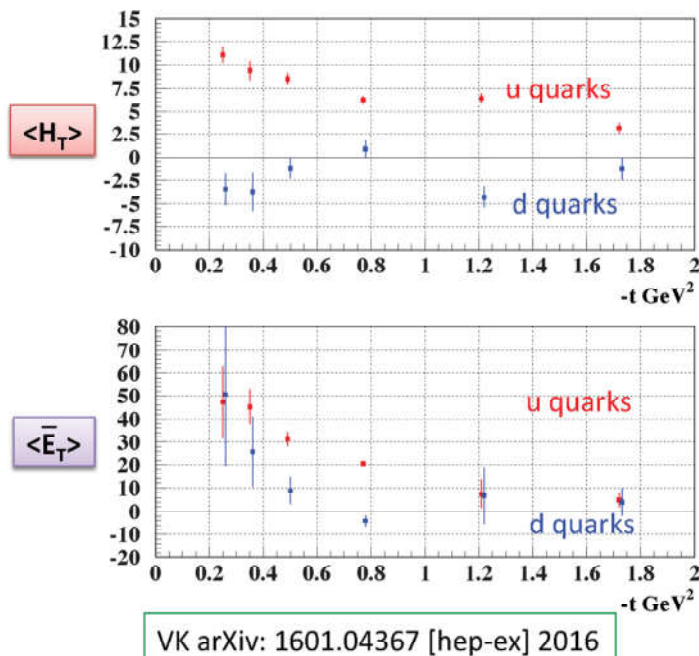 15
12.5
10
7.5
5
2.5
0
-2.5
-5
-7.5
-10
<H_T>
u quarks
d quarks
0 0.2 0.4 0.6 0.8 1 1.2 1.4 1.6 1.8 2
-t GeV²
80
70
60
50
40
30
20
10
0
-10
-20
<E̅_T>
u quarks
d quarks
0 0.2 0.4 0.6 0.8 1 1.2 1.4 1.6 1.8 2
-t GeV²
VK arXiv: 1601.04367 [hep-ex] 2016